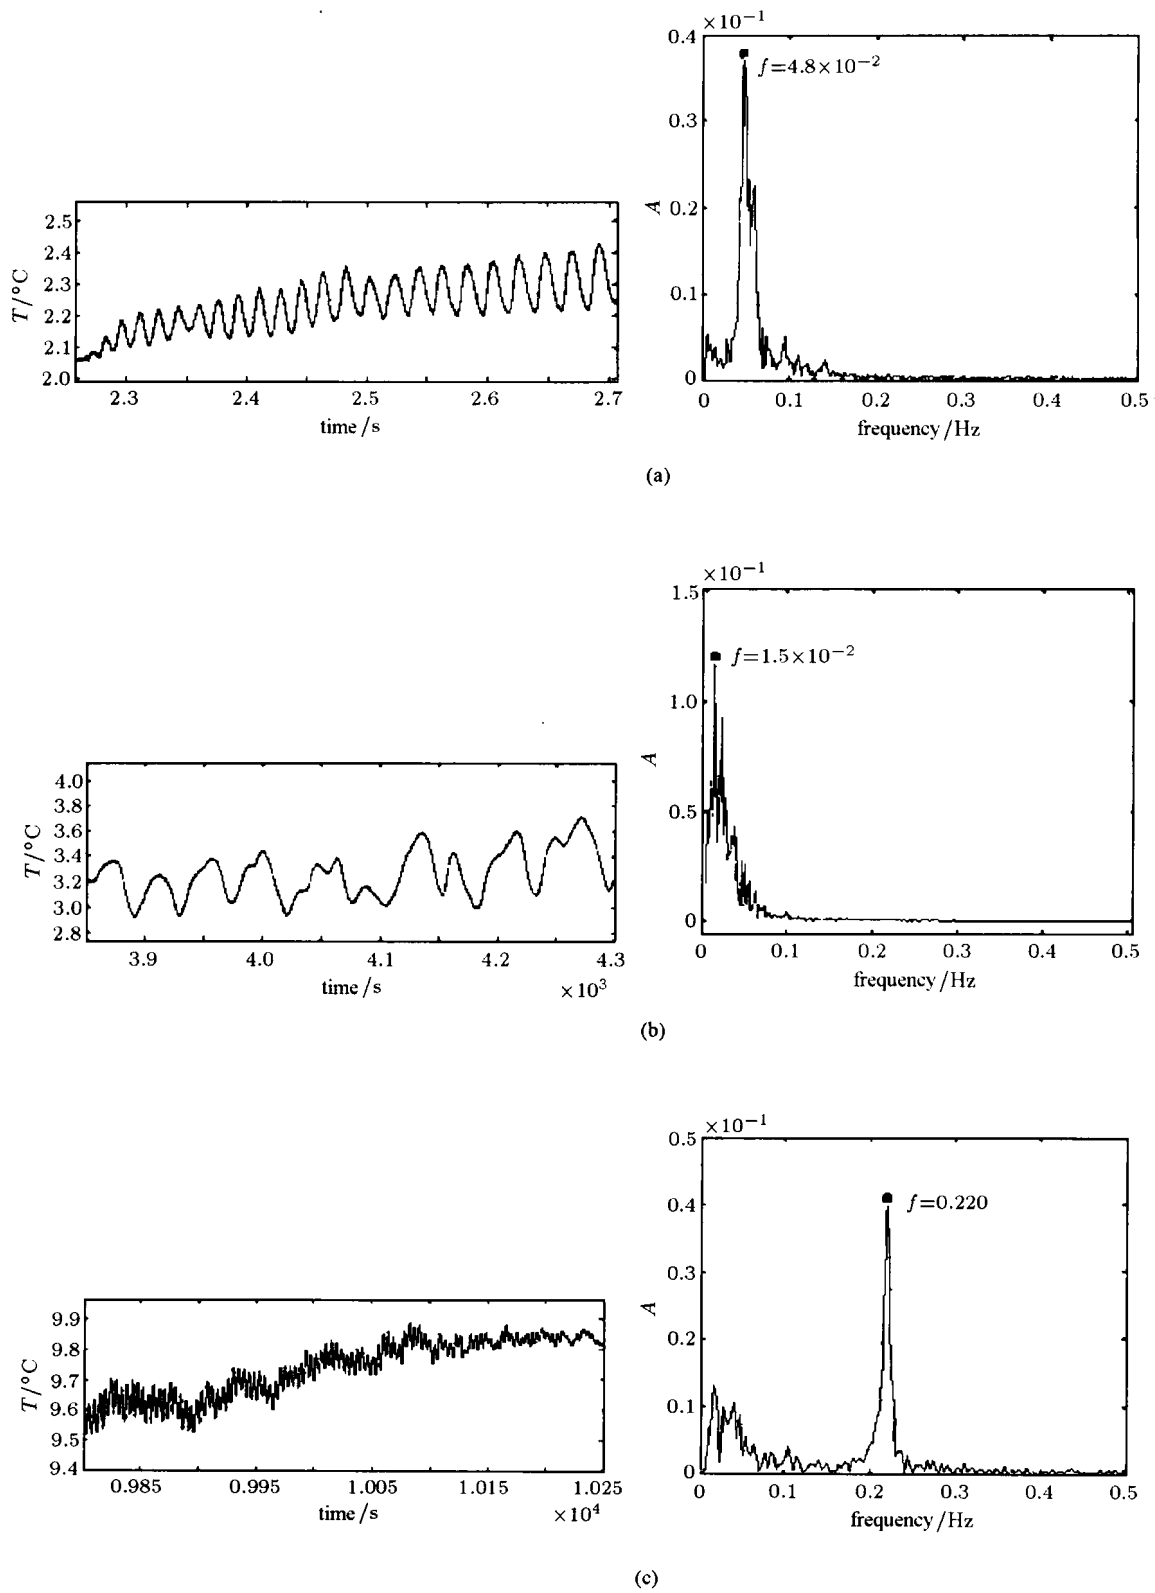 ×10−1
0.4
0.3
0.2
0.1
0
A
f=4.8×10−2
0 0.1 0.2 0.3 0.4 0.5
frequency/Hz
2.5
2.4
2.3
2.2
2.1
2.0
T/°C
2.3 2.4 2.5 2.6 2.7
time/s
(a)
×10−1
1.5
1.0
0.5
0
A
f=1.5×10−2
0 0.1 0.2 0.3 0.4 0.5
frequency/Hz
4.0
3.8
3.6
3.4
3.2
3.0
2.8
T/°C
3.9 4.0 4.1 4.2 4.3
time/s
×103
(b)
×10−1
0.5
0.4
0.3
0.2
0.1
0
A
f=0.220
0 0.1 0.2 0.3 0.4 0.5
frequency/Hz
9.9
9.8
9.7
9.6
9.5
9.4
T/°C
0.985 0.995 1.005 1.015 1.025
time/s
×104
(c)